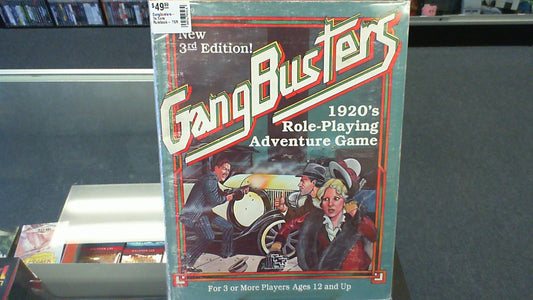 $49.99
New
3rd Edition!
GangBusters
1920's
Role-Playing
Adventure Game
For 3 or More Players Ages 12 and Up